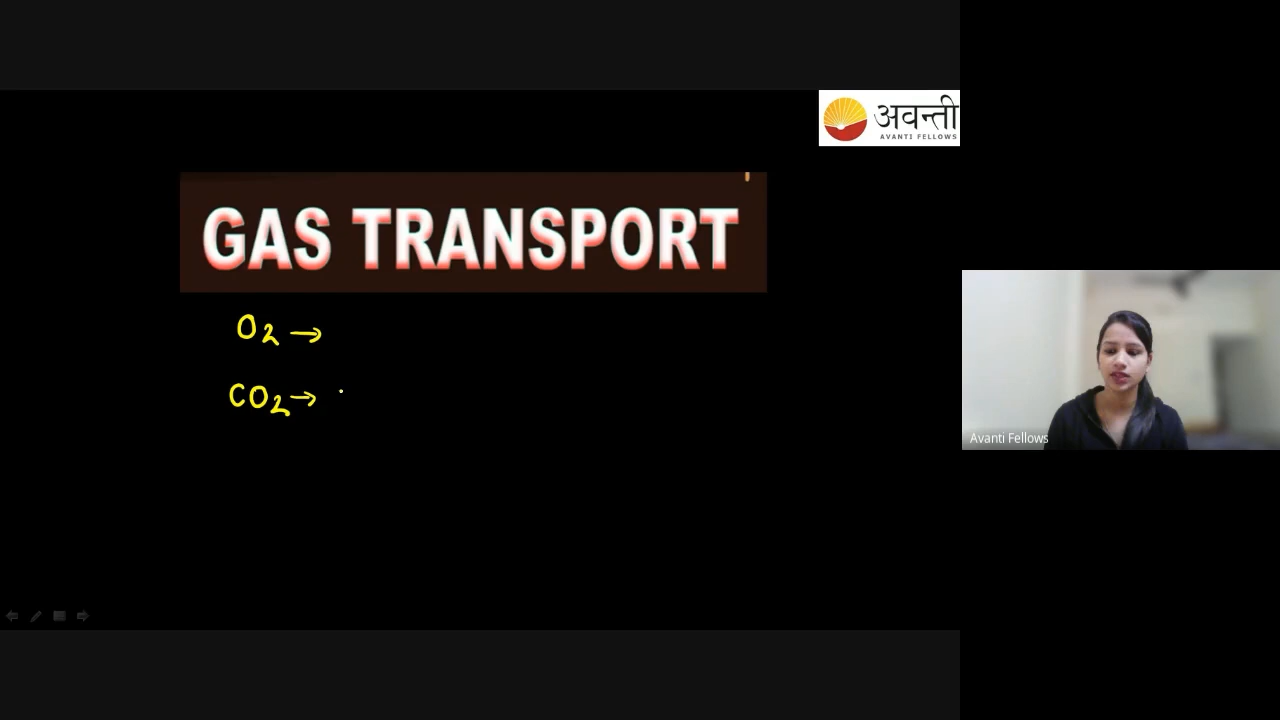 अवन्ती
AVANTI FELLOWS
GAS TRANSPORT
O₂ →
CO₂ →
Avanti Fellows